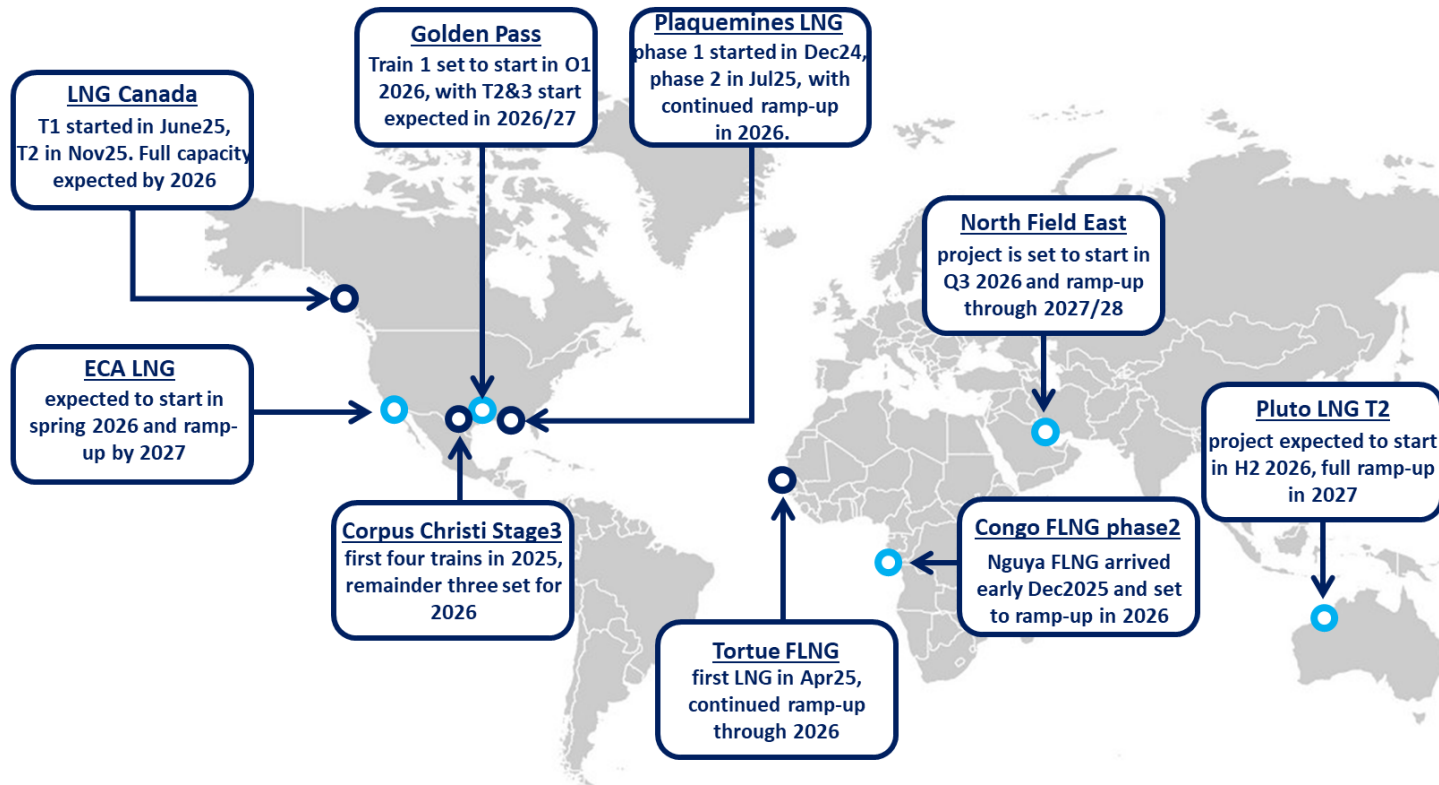 Golden Pass
Train 1 set to start in O1
2026, with T2&3 start
expected in 2026/27
Plaquemines LNG
phase 1 started in Dec24,
phase 2 in Jul25, with
continued ramp-up
in 2026.
LNG Canada
T1 started in June25,
T2 in Nov25. Full capacity
expected by 2026
North Field East
project is set to start in
Q3 2026 and ramp-up
through 2027/28
ECA LNG
expected to start in
spring 2026 and ramp-
up by 2027
Pluto LNG T2
project expected to start
in H2 2026, full ramp-up
in 2027
Corpus Christi Stage3
first four trains in 2025,
remainder three set for
2026
Congo FLNG phase2
Nguya FLNG arrived
early Dec2025 and set
to ramp-up in 2026
Tortue FLNG
first LNG in Apr25,
continued ramp-up
through 2026